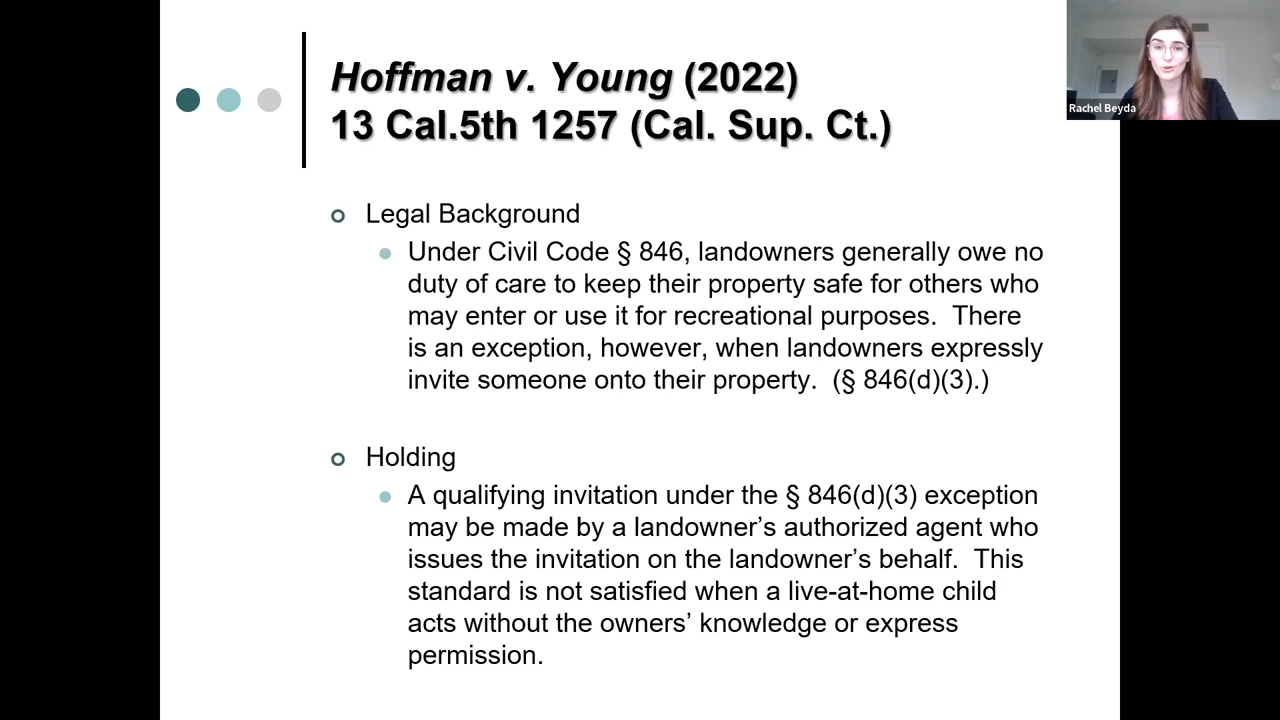 Hoffman v. Young (2022)
13 Cal.5th 1257 (Cal. Sup. Ct.)
Rachel Beyda
Legal Background
Under Civil Code § 846, landowners generally owe no
duty of care to keep their property safe for others who
may enter or use it for recreational purposes.  There
is an exception, however, when landowners expressly
invite someone onto their property.  (§ 846(d)(3).)
Holding
A qualifying invitation under the § 846(d)(3) exception
may be made by a landowner’s authorized agent who
issues the invitation on the landowner’s behalf.  This
standard is not satisfied when a live-at-home child
acts without the owners’ knowledge or express
permission.